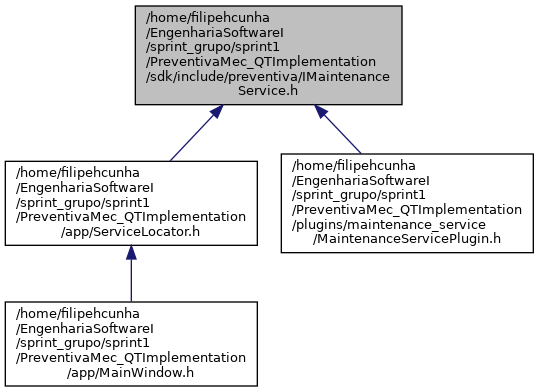 /home/filipehcunha
/EngenhariaSoftwareI
/sprint_grupo/sprint1
/PreventivaMec_QTImplementation
/sdk/include/preventiva/IMaintenance
Service.h
/home/filipehcunha
/EngenhariaSoftwareI
/sprint_grupo/sprint1
/PreventivaMec_QTImplementation
/app/ServiceLocator.h
/home/filipehcunha
/EngenhariaSoftwareI
/sprint_grupo/sprint1
/PreventivaMec_QTImplementation
/plugins/maintenance_service
/MaintenanceServicePlugin.h
/home/filipehcunha
/EngenhariaSoftwareI
/sprint_grupo/sprint1
/PreventivaMec_QTImplementation
/app/MainWindow.h